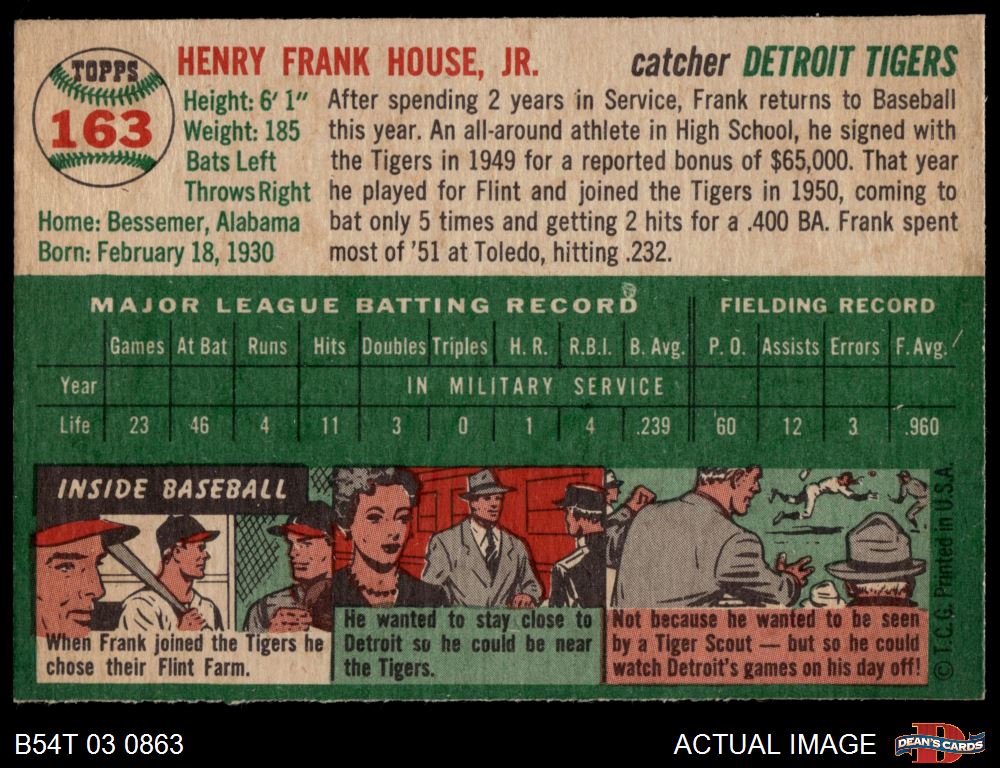 TOPPS
163
HENRY FRANK HOUSE, JR.
catcher DETROIT TIGERS
Height: 6' 1"
Weight: 185
Bats Left
Throws Right
Home: Bessemer, Alabama
Born: February 18, 1930
After spending 2 years in Service, Frank returns to Baseball
this year. An all-around athlete in High School, he signed with
the Tigers in 1949 for a reported bonus of $65,000. That year
he played for Flint and joined the Tigers in 1950, coming to
bat only 5 times and getting 2 hits for a .400 BA. Frank spent
most of '51 at Toledo, hitting .232.
MAJOR LEAGUE BATTING RECORD FIELDING RECORD
Games At Bat Runs Hits Doubles Triples H. R. R.B.I. B. Avg. P. O. Assists Errors F. Avg.
Year IN MILITARY SERVICE
Life 23 46 4 11 3 0 1 4 .239 60 12 3 .960
INSIDE BASEBALL
When Frank joined the Tigers he
chose their Flint Farm.
He wanted to stay close to
Detroit so he could be near
the Tigers.
Not because he wanted to be seen
by a Tiger Scout — but so he could
watch Detroit's games on his day off!
© T.C.G. Printed in U.S.A.
B54T 03 0863
ACTUAL IMAGE
D
DEAN'S CARDS